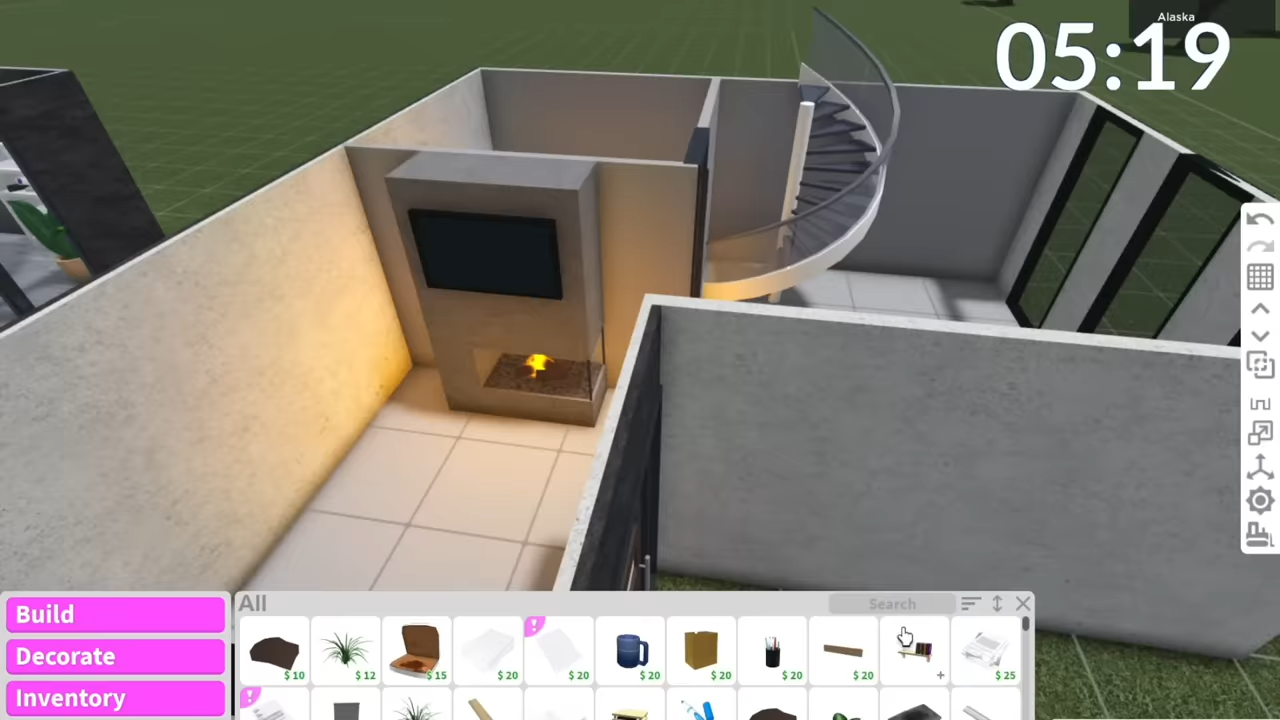 Alaska
05:19
Build
Decorate
Inventory
All
Search
$10
$12
$15
$20
$20
$20
$20
$20
$20
+
$25